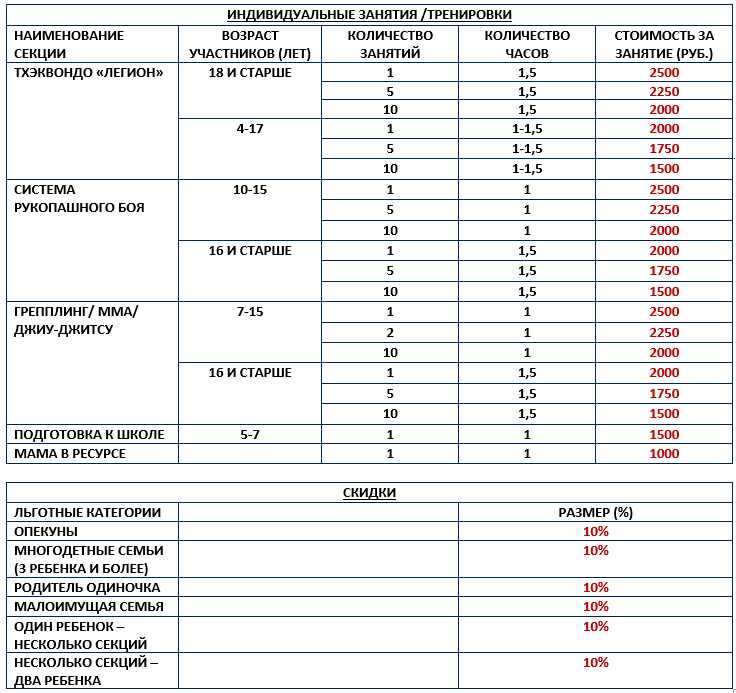 ИНДИВИДУАЛЬНЫЕ ЗАНЯТИЯ /ТРЕНИРОВКИ
НАИМЕНОВАНИЕ СЕКЦИИ ВОЗРАСТ УЧАСТНИКОВ (ЛЕТ) КОЛИЧЕСТВО ЗАНЯТИЙ КОЛИЧЕСТВО ЧАСОВ СТОИМОСТЬ ЗА ЗАНЯТИЕ (РУБ.)
ТХЭКВОНДО «ЛЕГИОН» 18 И СТАРШЕ 1 1,5 2500
5 1,5 2250
10 1,5 2000
4-17 1 1-1,5 2000
5 1-1,5 1750
10 1-1,5 1500
СИСТЕМА РУКОПАШНОГО БОЯ 10-15 1 1 2500
5 1 2250
10 1 2000
16 И СТАРШЕ 1 1,5 2000
5 1,5 1750
10 1,5 1500
ГРЕППЛИНГ/ ММА/ ДЖИУ-ДЖИТСУ 7-15 1 1 2500
2 1 2250
10 1 2000
16 И СТАРШЕ 1 1,5 2000
5 1,5 1750
10 1,5 1500
ПОДГОТОВКА К ШКОЛЕ 5-7 1 1 1500
МАМА В РЕСУРСЕ 1 1 1000
СКИДКИ
ЛЬГОТНЫЕ КАТЕГОРИИ РАЗМЕР (%)
ОПЕКУНЫ 10%
МНОГОДЕТНЫЕ СЕМЬИ 10%
(3 РЕБЕНКА И БОЛЕЕ)
РОДИТЕЛЬ ОДИНОЧКА 10%
МАЛОИМУЩАЯ СЕМЬЯ 10%
ОДИН РЕБЕНОК – 10%
НЕСКОЛЬКО СЕКЦИЙ
НЕСКОЛЬКО СЕКЦИЙ – 10%
ДВА РЕБЕНКА